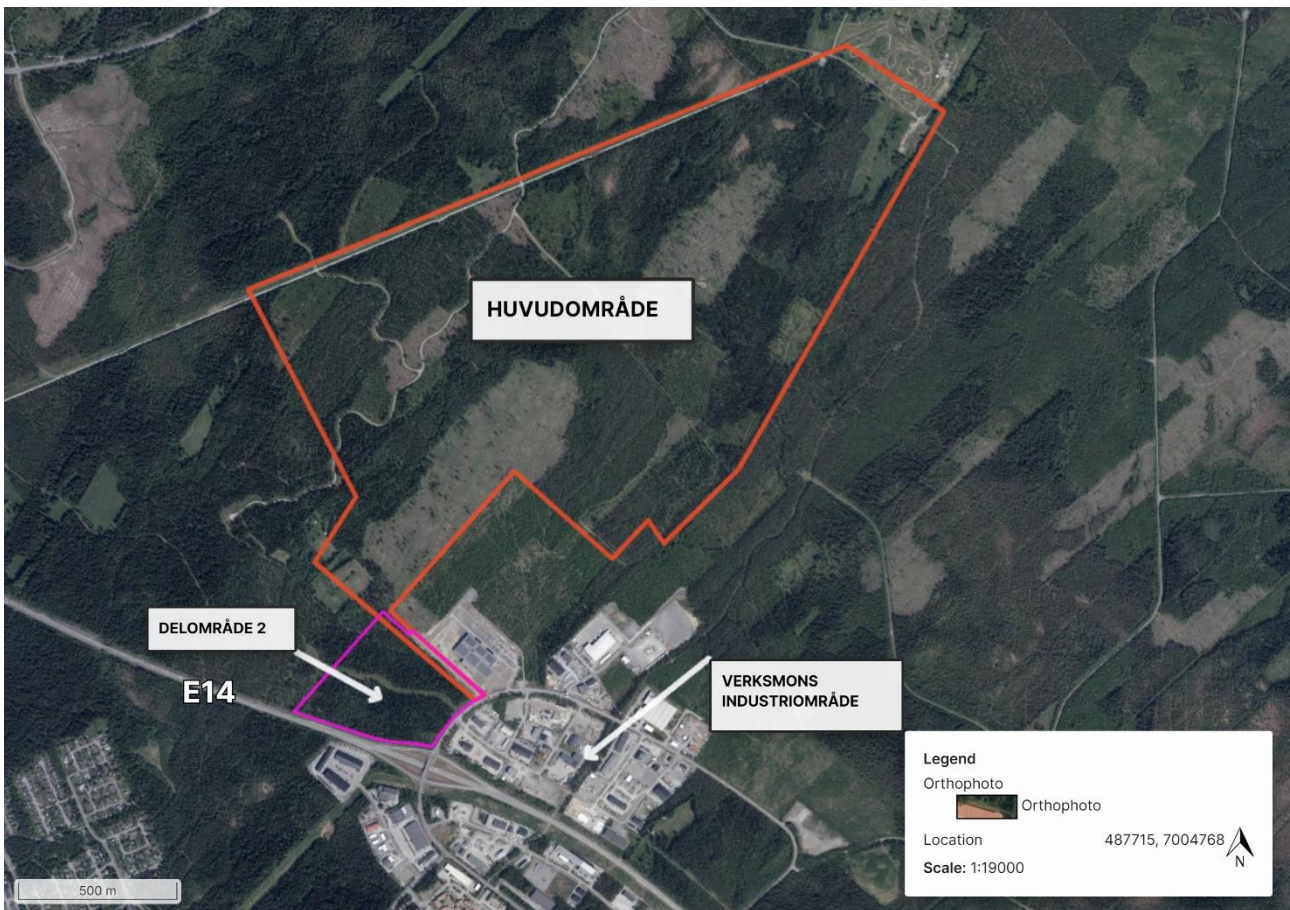 HUVUDOMRÅDE
DELOMRÅDE 2
E14
VERKSMONS
INDUSTRIOMRÅDE
Legend
Orthophoto
Orthophoto
Location 487715, 7004768
N
Scale: 1:19000
500 m